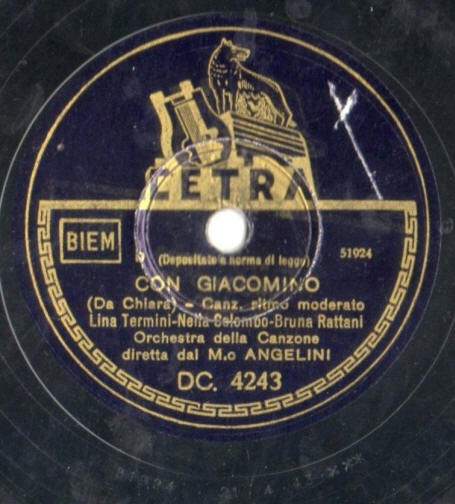 CETRA
BIEM
(Depositato a norma di legge)
51924
CON GIACOMINO
(Da Chiara) - Canz. ritmo moderato
Lina Termini-Nella Colombo-Bruna Rattani
Orchestra della Canzone
diretta dal M.o ANGELINI
DC. 4243